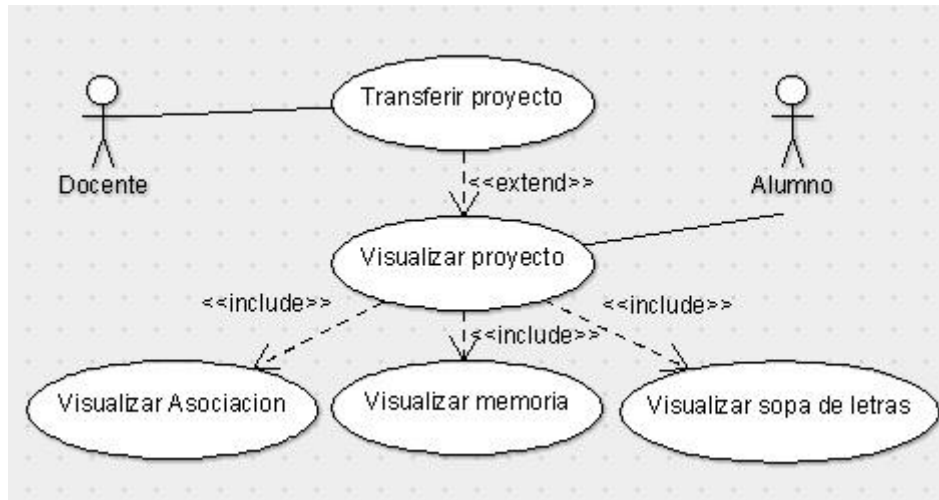 Transferir proyecto
Docente
<<extend>>
Alumno
Visualizar proyecto
<<include>>
<<include>>
<<include>>
Visualizar Asociacion
Visualizar memoria
Visualizar sopa de letras